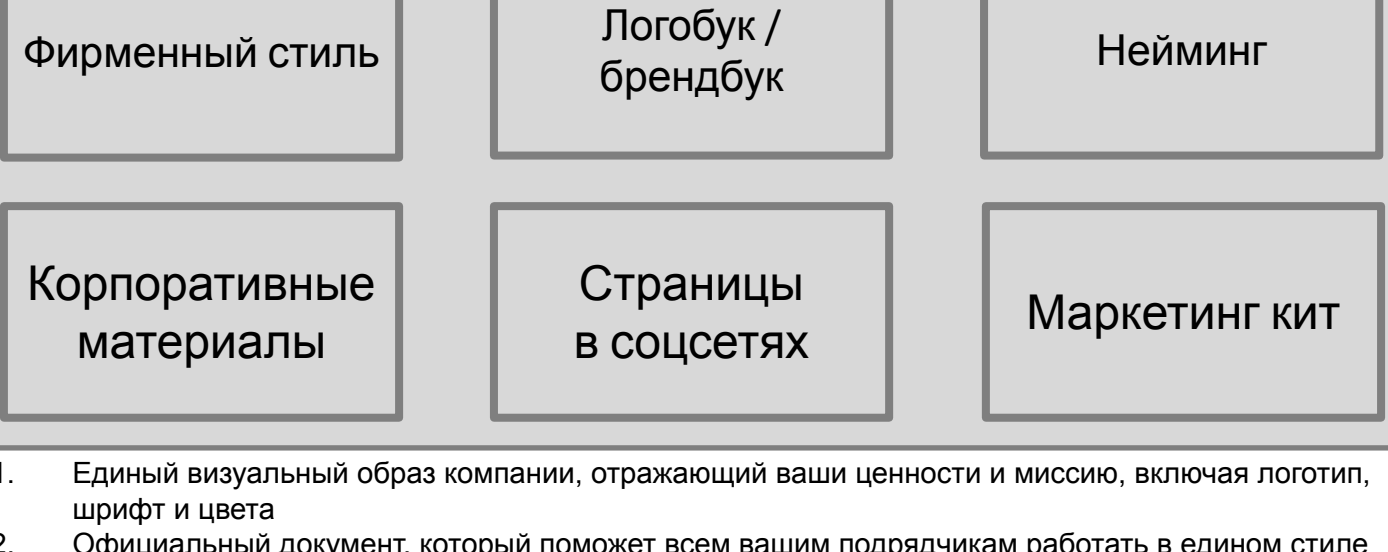 Фирменный стиль
Логобук /
брендбук
Нейминг
Корпоративные
материалы
Страницы
в соцсетях
Маркетинг кит
1. Единый визуальный образ компании, отражающий ваши ценности и миссию, включая логотип,
шрифт и цвета
2. Официальный документ, который поможет всем вашим подрядчикам работать в едином стиле